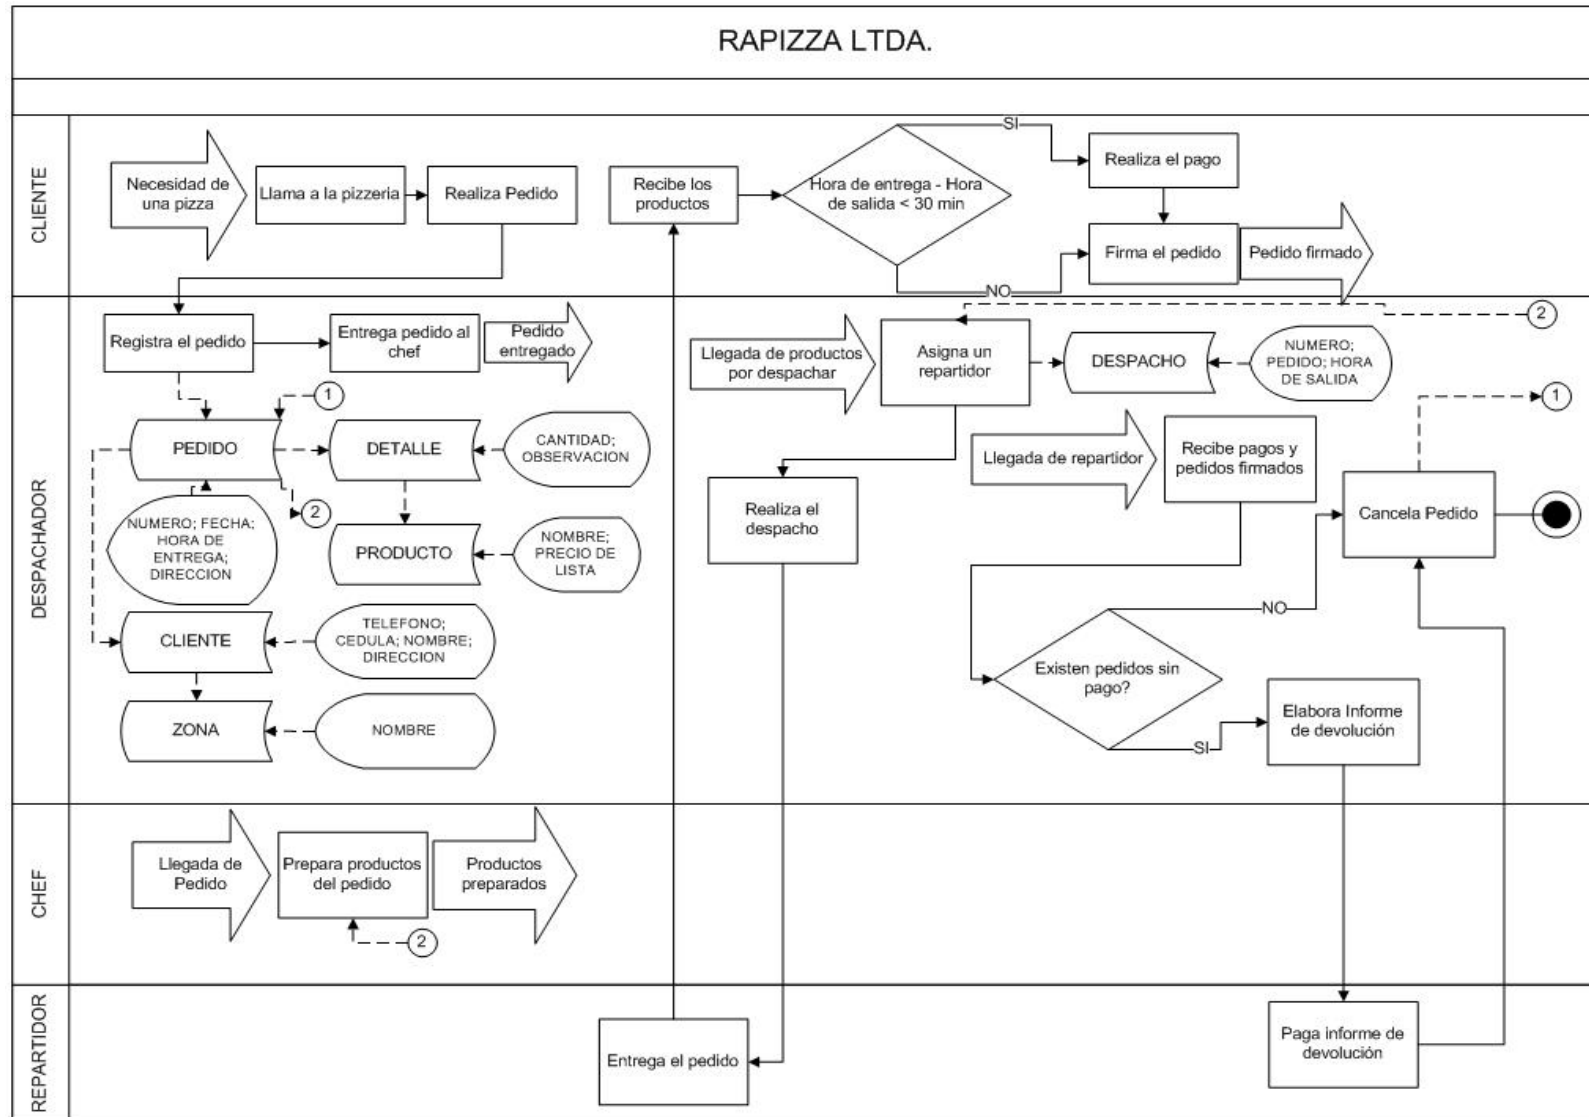 RAPIZZA LTDA.
CLIENTE
Necesidad de
una pizza
Llama a la pizzeria
Realiza Pedido
Recibe los
productos
Hora de entrega - Hora
de salida < 30 min
SI
NO
Realiza el pago
Firma el pedido
Pedido firmado
DESPACHADOR
Registra el pedido
Entrega pedido al
chef
Pedido
entregado
1
PEDIDO
2
DETALLE
CANTIDAD;
OBSERVACION
NUMERO; FECHA;
HORA DE
ENTREGA;
DIRECCION
PRODUCTO
NOMBRE;
PRECIO DE
LISTA
CLIENTE
TELEFONO;
CEDULA; NOMBRE;
DIRECCION
ZONA
NOMBRE
Llegada de productos
por despachar
Asigna un
repartidor
2
DESPACHO
NUMERO;
PEDIDO; HORA
DE SALIDA
Realiza el
despacho
Llegada de repartidor
Recibe pagos y
pedidos firmados
1
Cancela Pedido
Existen pedidos sin
pago?
NO
SI
Elabora Informe
de devolución
CHEF
Llegada de
Pedido
Prepara productos
del pedido
Productos
preparados
2
REPARTIDOR
Entrega el pedido
Paga informe de
devolución